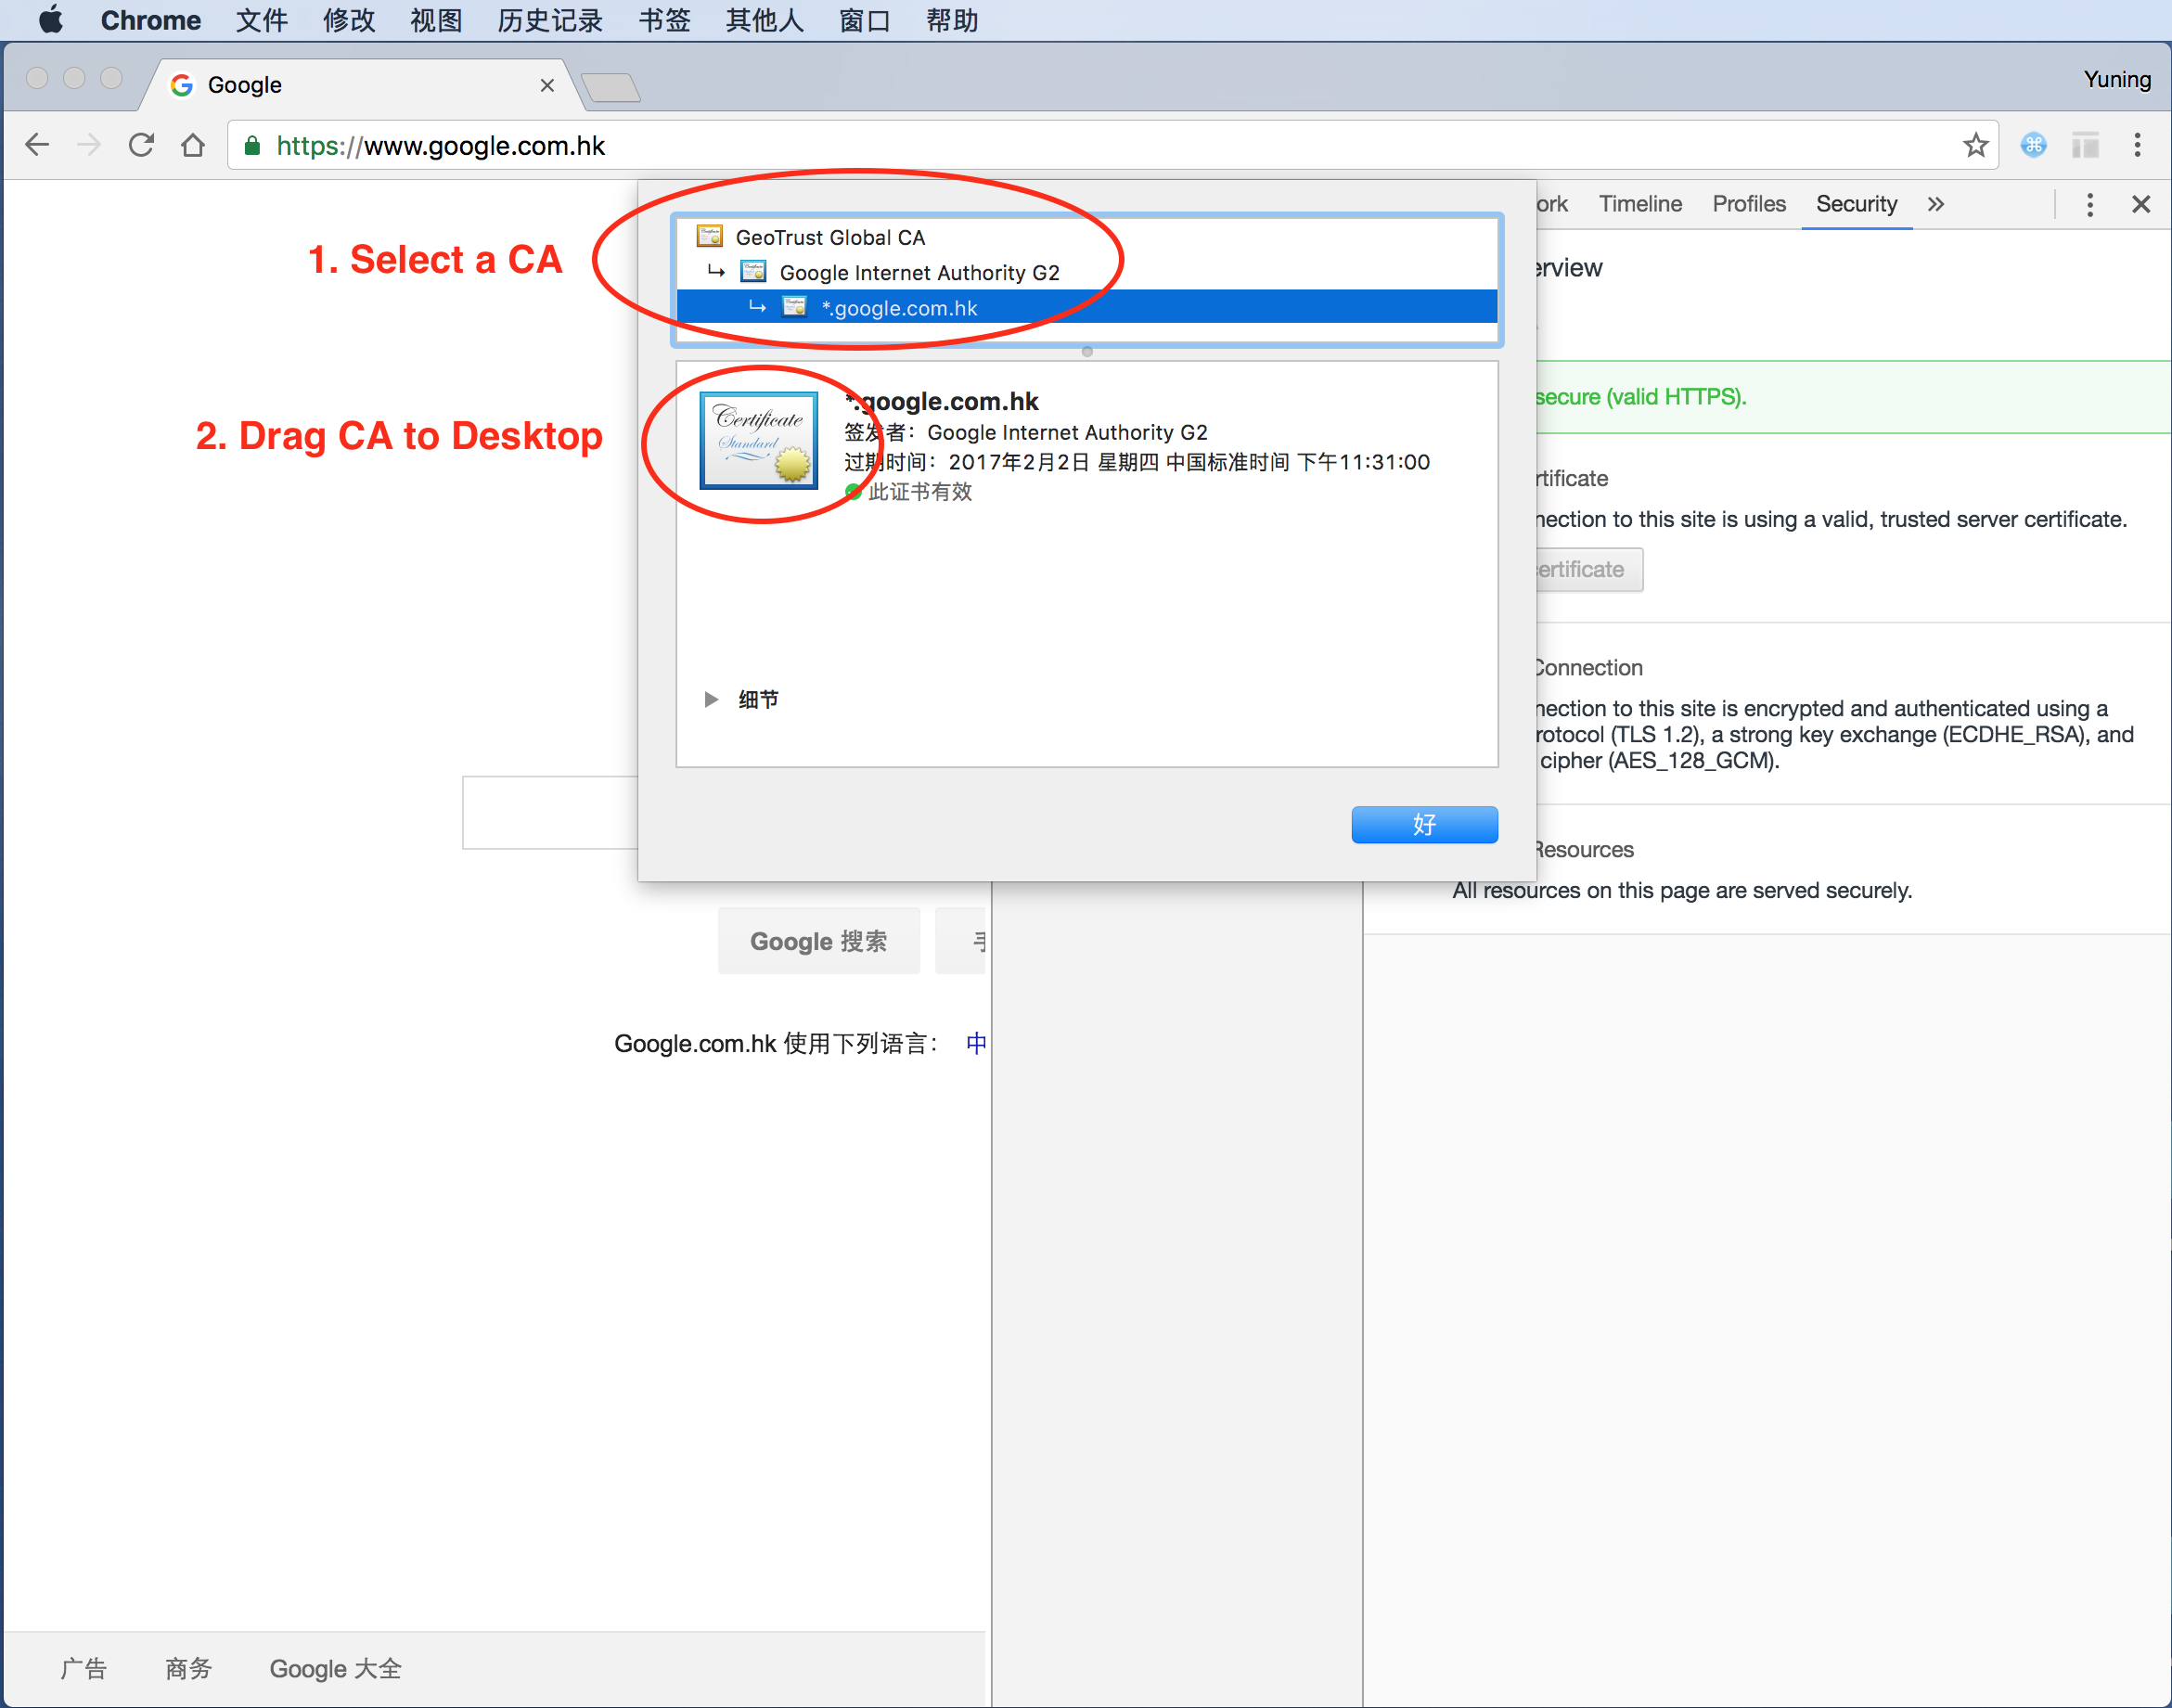 Chrome 文件 修改 视图 历史记录 书签 其他人 窗口 帮助
Google
Yuning
https://www.google.com.hk
ork Timeline Profiles Security
1. Select a CA
GeoTrust Global CA
Google Internet Authority G2
*.google.com.hk
erview
2. Drag CA to Desktop
Certificate
Standard
*.google.com.hk
签发者：Google Internet Authority G2
过期时间：2017年2月2日 星期四 中国标准时间 下午11:31:00
此证书有效
细节
好
secure (valid HTTPS).
rtificate
nection to this site is using a valid, trusted server certificate.
ertificate
Connection
nection to this site is encrypted and authenticated using a
rotocol (TLS 1.2), a strong key exchange (ECDHE_RSA), and
cipher (AES_128_GCM).
Resources
All resources on this page are served securely.
Google 搜索
Google.com.hk 使用下列语言： 中
广告 商务 Google 大全